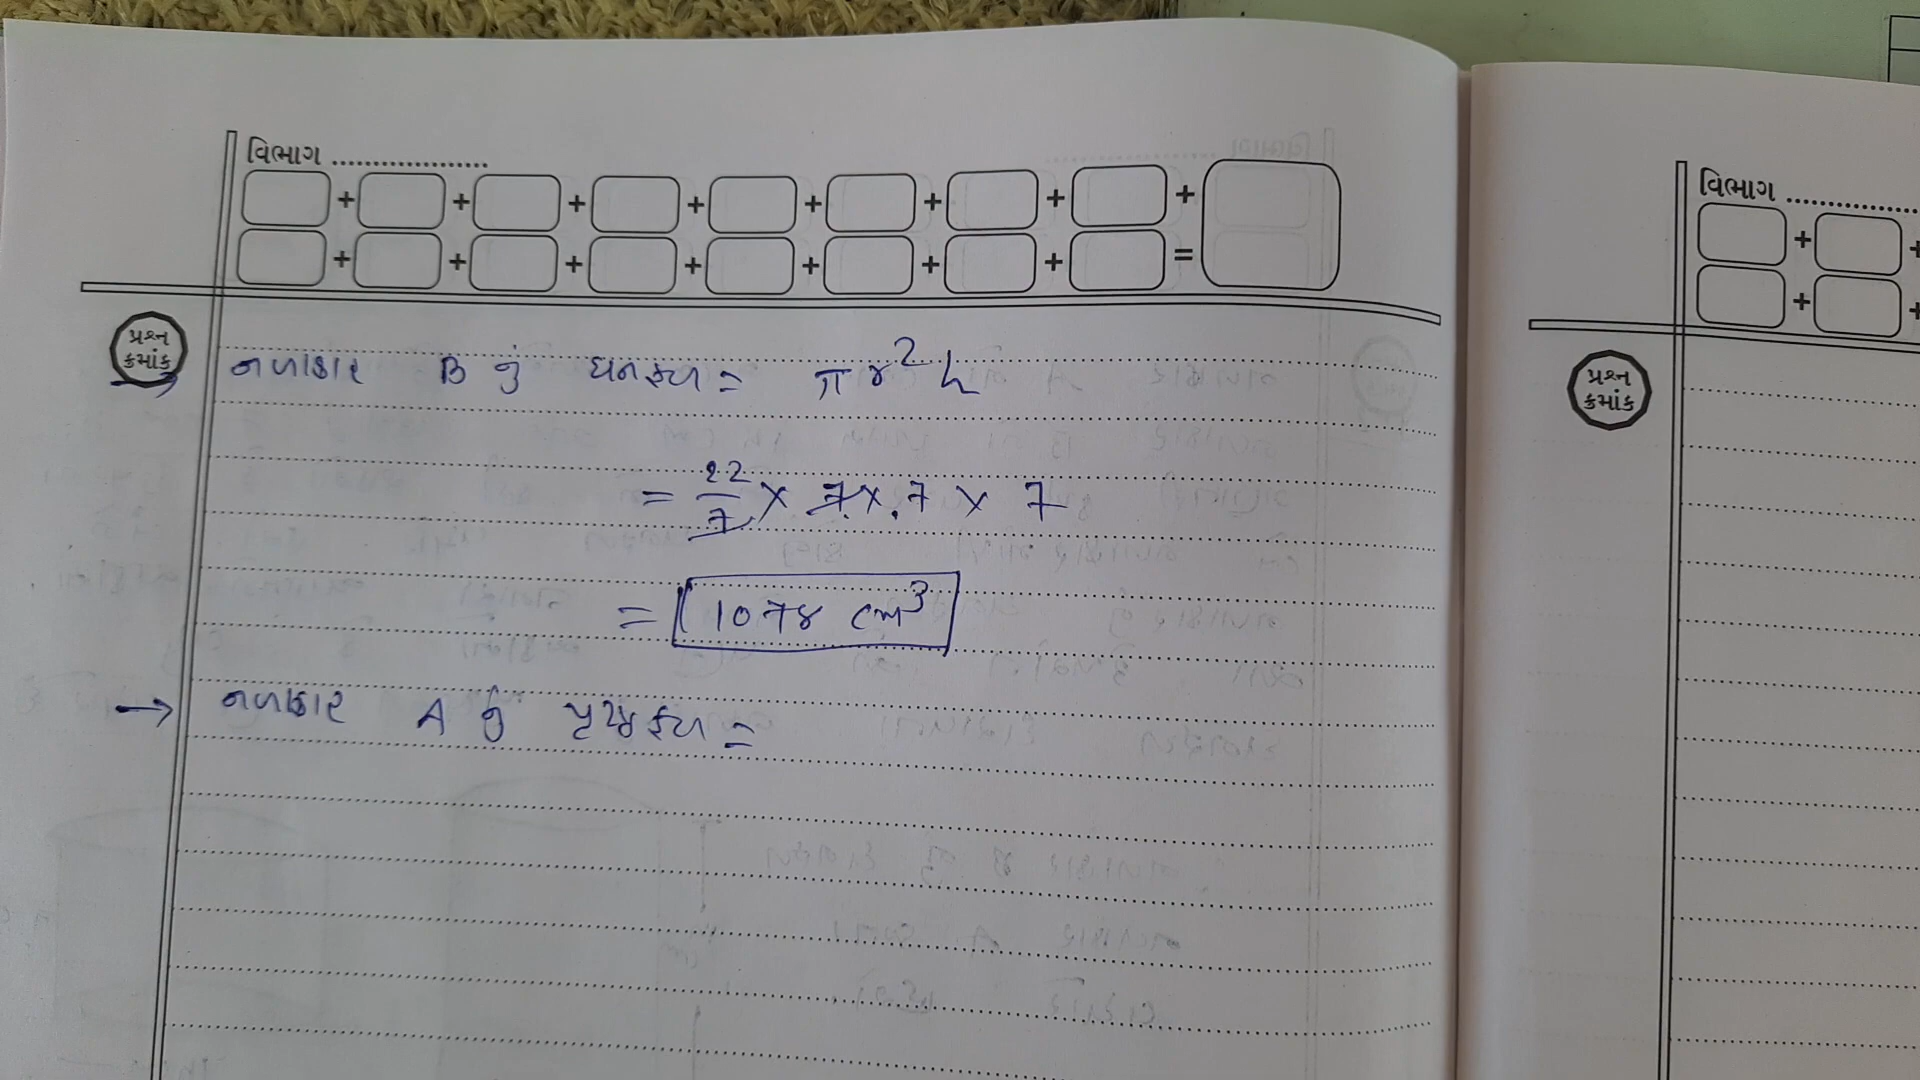 વિભાગ ..................
+ + + + + + + +
+ + + + + + + =
પ્રશ્ન
ક્રમાંક
નળાકાર B નું ઘનફળ = πr²h
= 22/7 × 7 × 7 × 7
= 1078 cm³
→ નળાકાર A નું પૃષ્ઠફળ =
વિભાગ ..................
+ +
+ +
પ્રશ્ન
ક્રમાંક